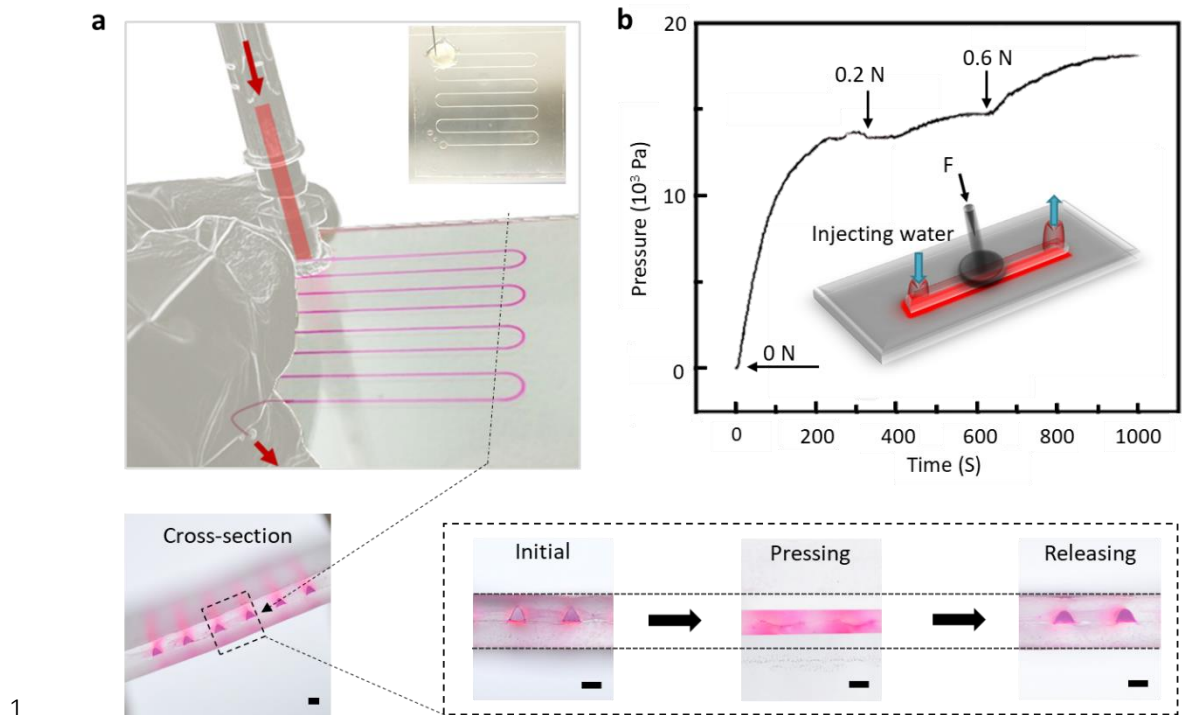 a
b
20
10
0
Pressure (10³ Pa)
0.2 N
0.6 N
F
Injecting water
0 N
0 200 400 600 800 1000
Time (S)
Cross-section
Initial
Pressing
Releasing
1